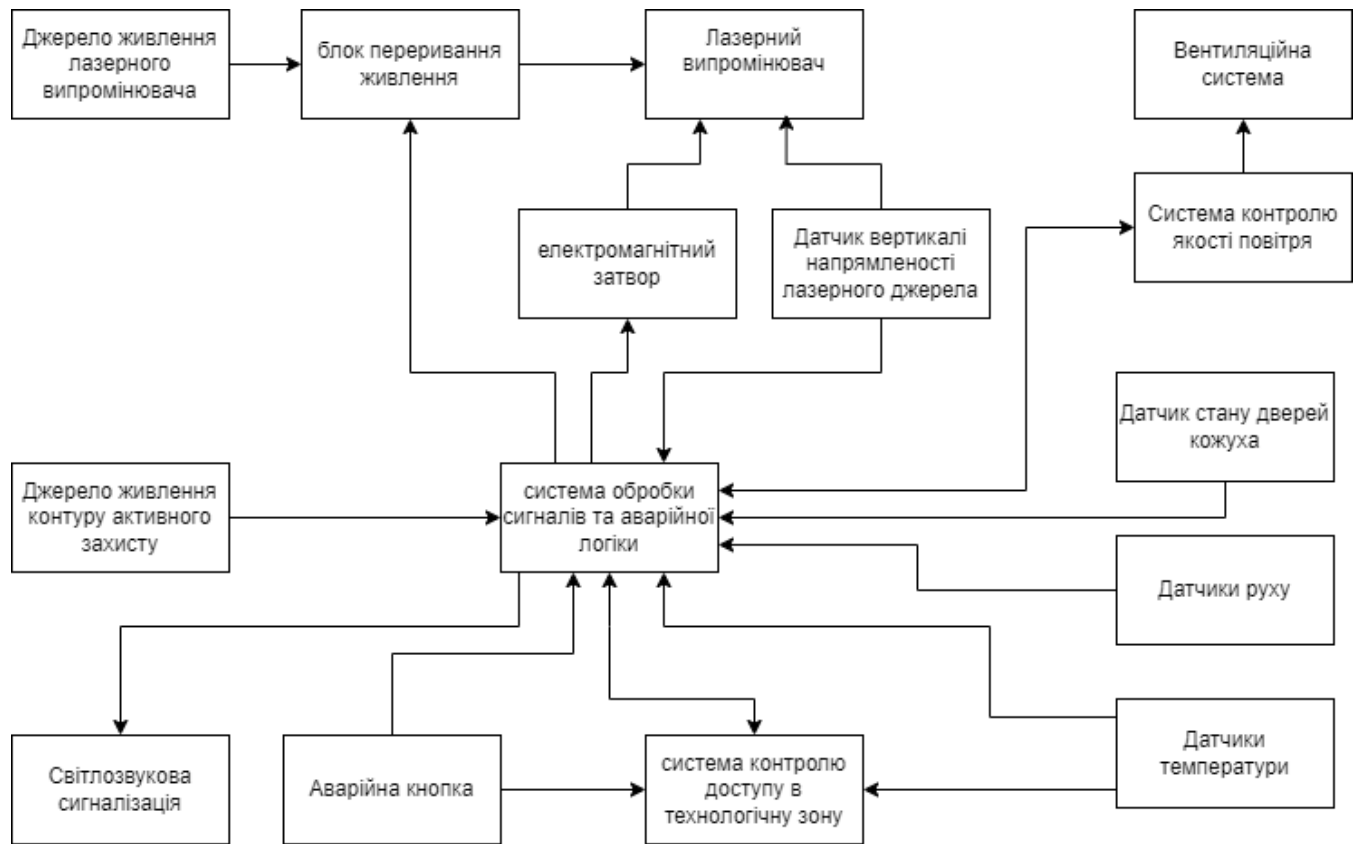 Джерело живлення
лазерного
випромінювача
блок переривання
живлення
Лазерний
випромінювач
Вентиляційна
система
електромагнітний
затвор
Датчик вертикалі
напрямленості
лазерного джерела
Система контролю
якості повітря
Датчик стану дверей
кожуха
Джерело живлення
контуру активного
захисту
система обробки
сигналів та аварійної
логіки
Датчики руху
Світлозвукова
сигналізація
Аварійна кнопка
система контролю
доступу в
технологічну зону
Датчики
температури